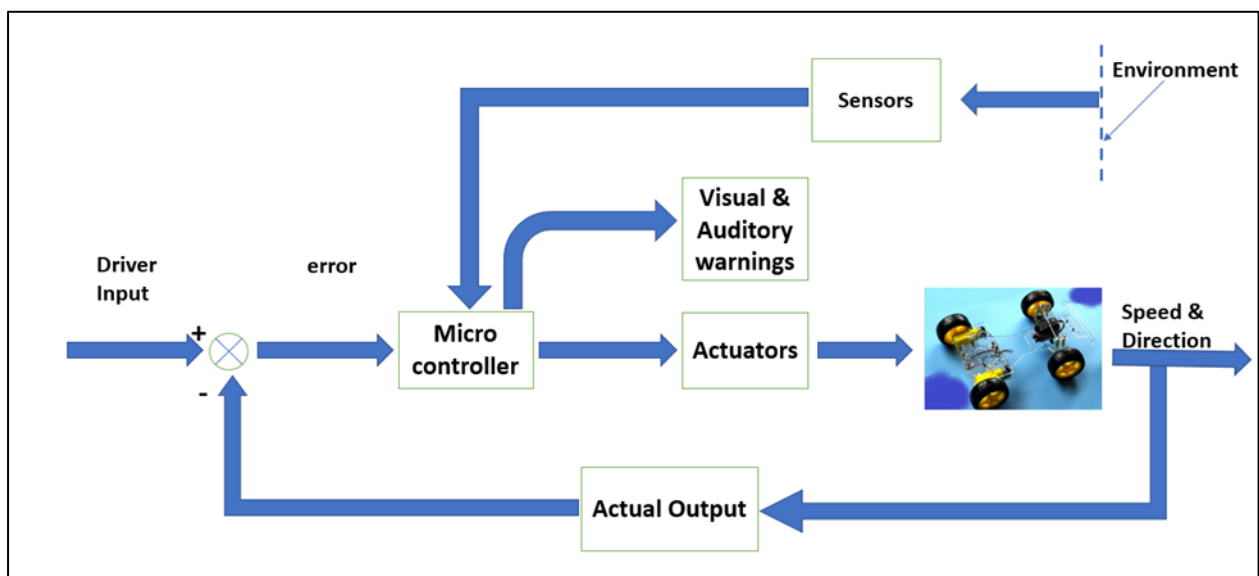 Environment
Sensors
Visual &
Auditory
warnings
Driver
Input
error
+
-
Micro
controller
Actuators
Speed &
Direction
Actual Output